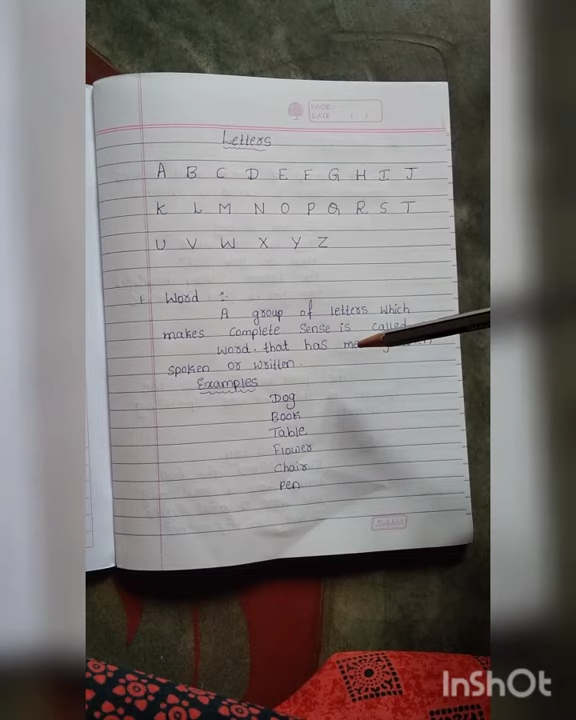 PAGE:
DATE: / /
Letters
A B C D E F G H I J
K L M N O P Q R S T
U V W X Y Z
Word :-
A group of letters which
makes complete sense is called
word. that has
spoken or written
Examples
Dog
Book
Table
Flower
Chair
Pen
InShOt